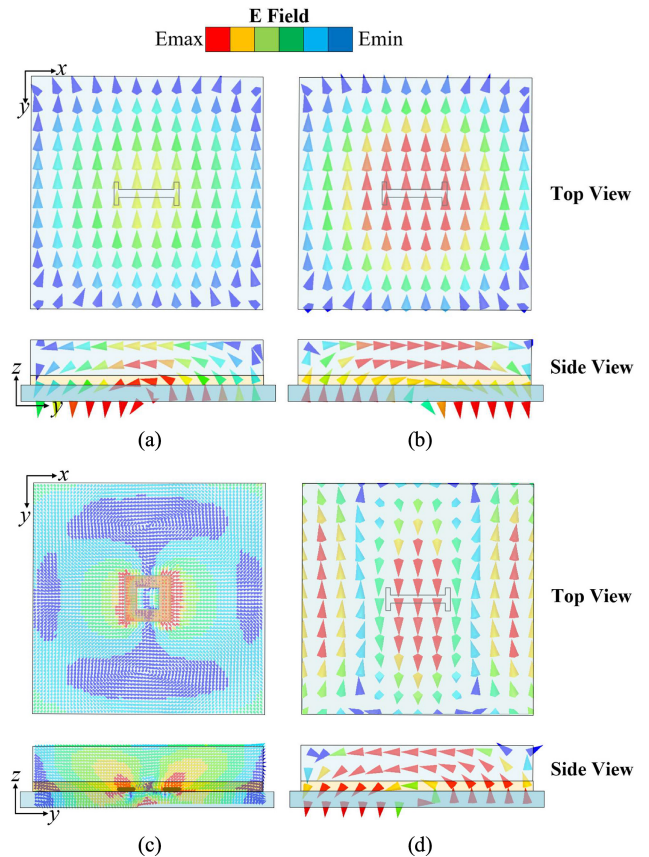 E Field
Emax Emin
x
y
Top View
z
y
Side View
(a) (b)
x
y
Top View
z
y
Side View
(c) (d)